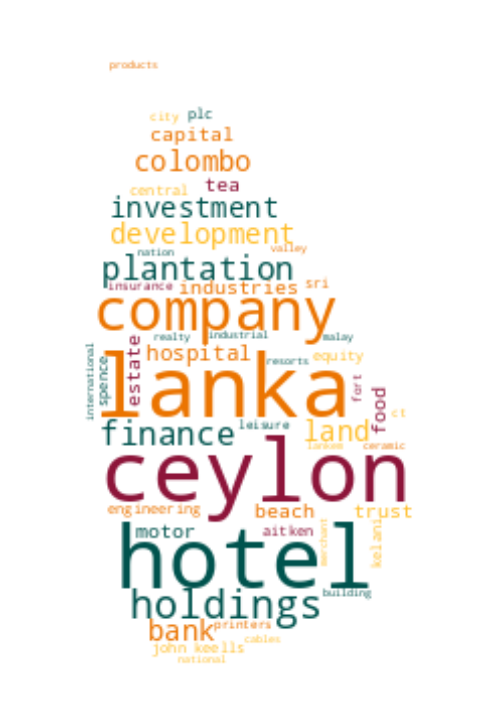 products
city plc
capital
colombo
central tea
investment
development
nation valley
plantation
insurance industries sri
company
realty industrial malay
international spence estate hospital resorts equity
lanka fort food ct
finance leisure land
lankem ceramic
ceylon
engineering beach trust
motor aitken merchant kelani
hotel
building
holdings
bank printers
cables
john keells
national